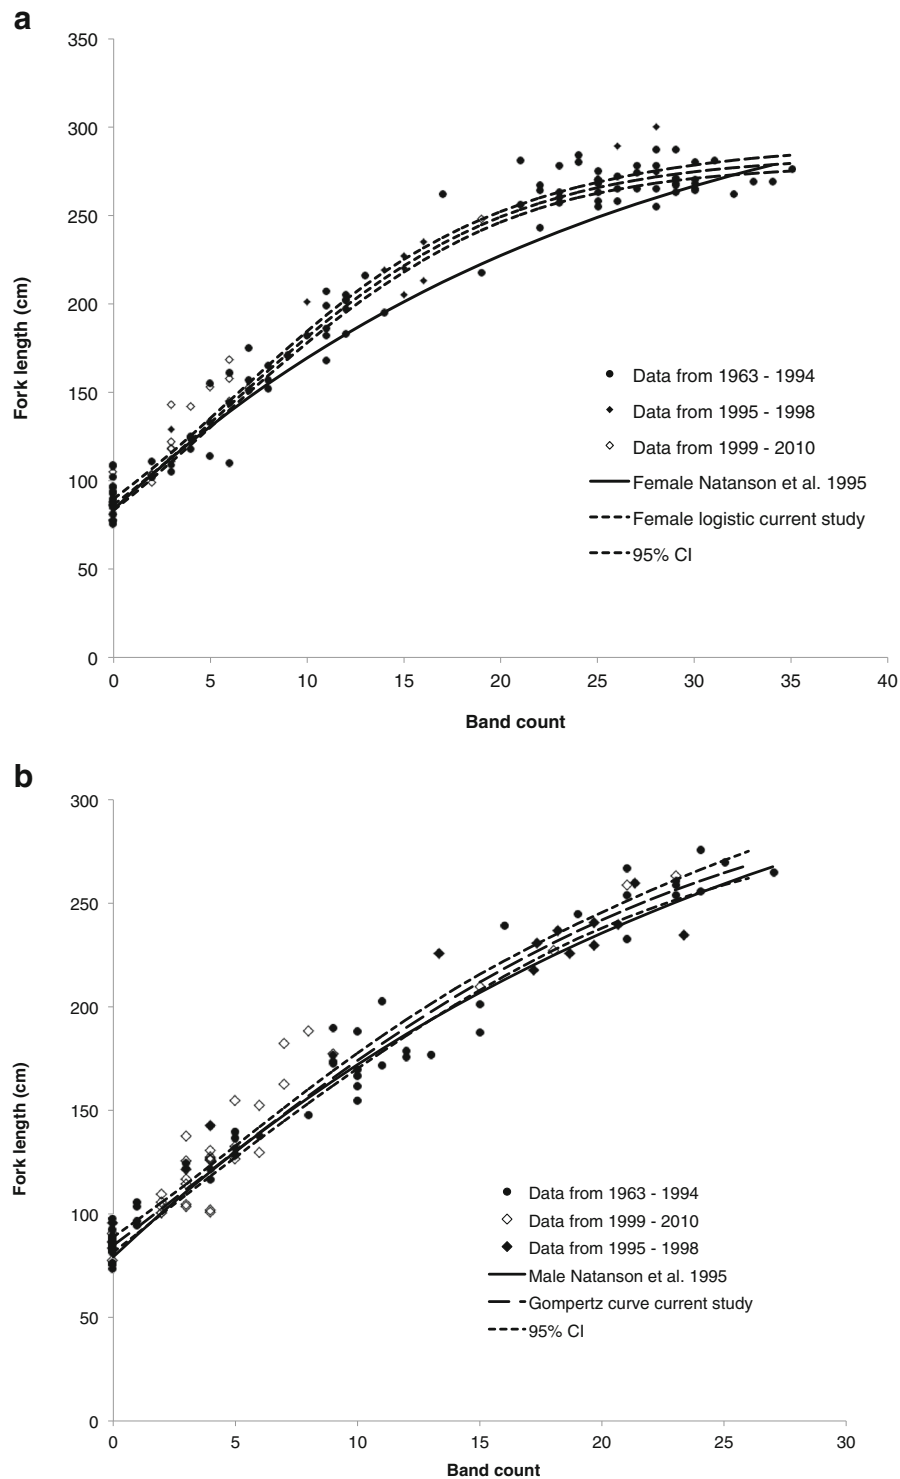 a
350
300
250
200
150
100
50
0
Fork length (cm)
Data from 1963 - 1994
Data from 1995 - 1998
Data from 1999 - 2010
Female Natanson et al. 1995
Female logistic current study
95% CI
0 5 10 15 20 25 30 35 40
Band count
b
300
250
200
150
100
50
0
Fork length (cm)
Data from 1963 - 1994
Data from 1999 - 2010
Data from 1995 - 1998
Male Natanson et al. 1995
Gompertz curve current study
95% CI
0 5 10 15 20 25 30
Band count